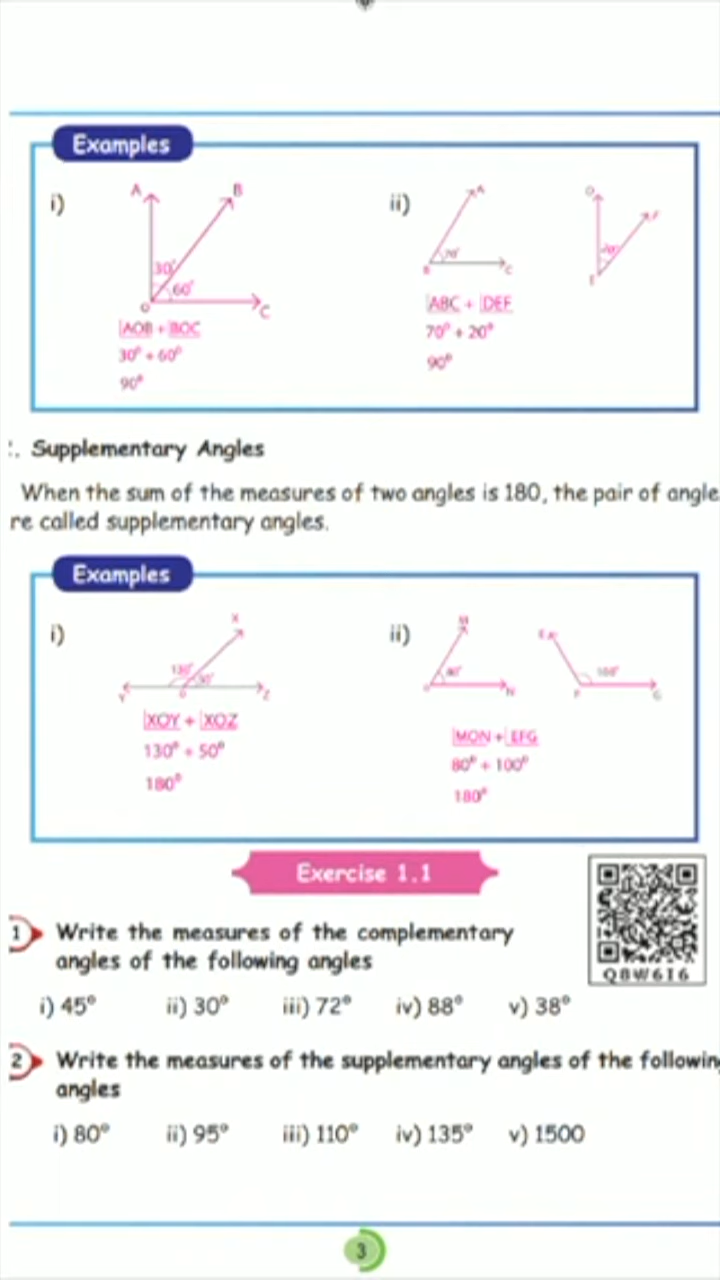 Examples
i)
A
B
30°
60°
O
C
∠AOB + ∠BOC
30° + 60°
90°
ii)
A
70°
B
C
D
F
20°
E
∠ABC + ∠DEF
70° + 20°
90°
. Supplementary Angles
When the sum of the measures of two angles is 180, the pair of angle
re called supplementary angles.
Examples
i)
X
130°
50°
Y
O
Z
∠XOY + ∠XOZ
130° + 50°
180°
ii)
M
80°
N
E
100°
F
G
∠MON + ∠EFG
80° + 100°
180°
Exercise 1.1
Q8W6I6
1 Write the measures of the complementary
angles of the following angles
i) 45° ii) 30° iii) 72° iv) 88° v) 38°
2 Write the measures of the supplementary angles of the followin
angles
i) 80° ii) 95° iii) 110° iv) 135° v) 1500
3